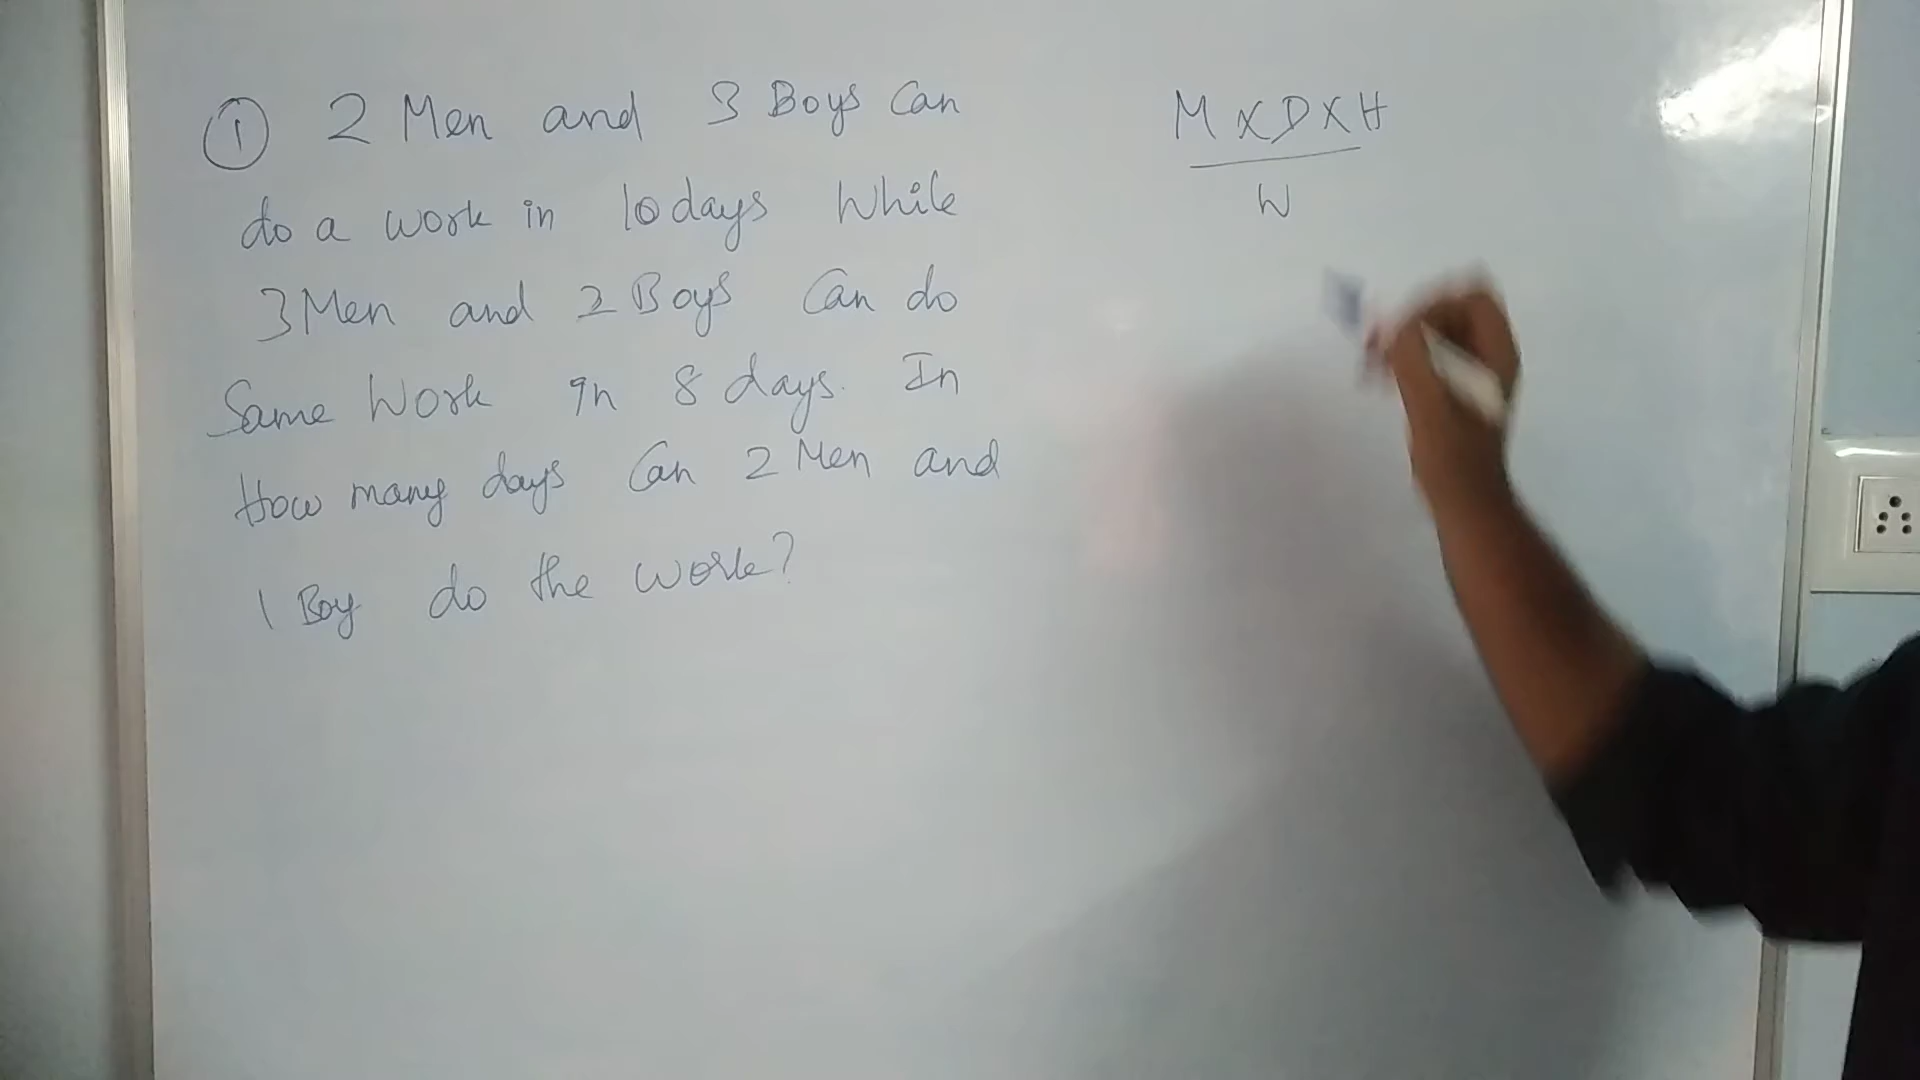 ① 2 Men and 3 Boys Can
do a work in 10 days While
3 Men and 2 Boys Can do
Same Work in 8 days. In
How many days Can 2 Men and
1 Boy do the work?
M X D X H
W